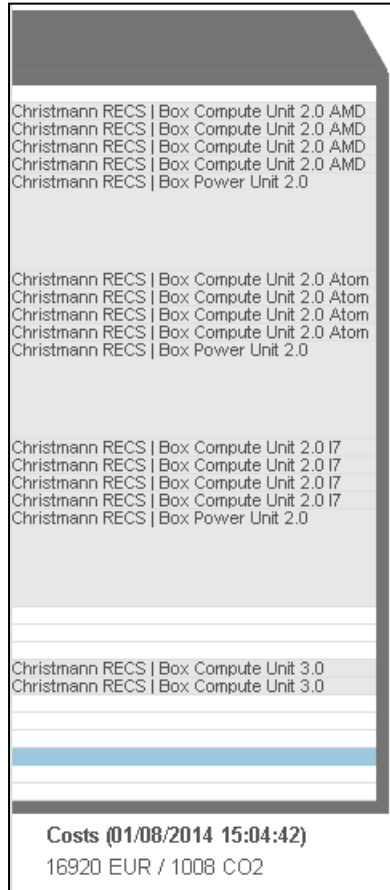 Christmann RECS | Box Compute Unit 2.0 AMD
Christmann RECS | Box Compute Unit 2.0 AMD
Christmann RECS | Box Compute Unit 2.0 AMD
Christmann RECS | Box Compute Unit 2.0 AMD
Christmann RECS | Box Power Unit 2.0
Christmann RECS | Box Compute Unit 2.0 Atom
Christmann RECS | Box Compute Unit 2.0 Atom
Christmann RECS | Box Compute Unit 2.0 Atom
Christmann RECS | Box Compute Unit 2.0 Atom
Christmann RECS | Box Power Unit 2.0
Christmann RECS | Box Compute Unit 2.0 I7
Christmann RECS | Box Compute Unit 2.0 I7
Christmann RECS | Box Compute Unit 2.0 I7
Christmann RECS | Box Compute Unit 2.0 I7
Christmann RECS | Box Power Unit 2.0
Christmann RECS | Box Compute Unit 3.0
Christmann RECS | Box Compute Unit 3.0
Costs (01/08/2014 15:04:42)
16920 EUR / 1008 CO2